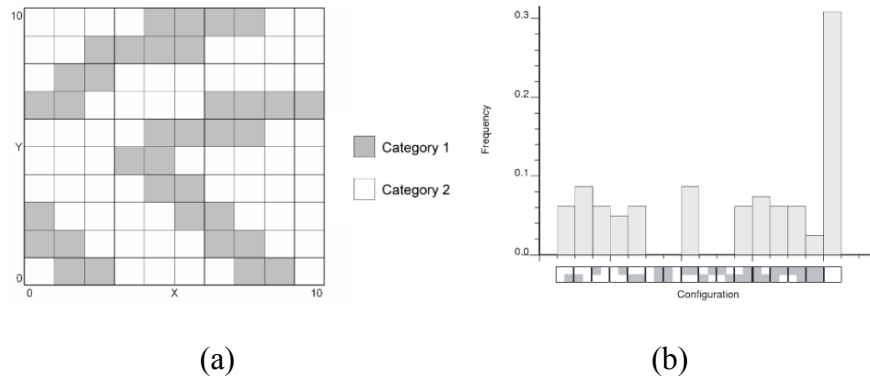 10
Y
0
0 X 10
Category 1
Category 2
0.3
0.2
0.1
0.0
Frequency
Configuration
(a) (b)